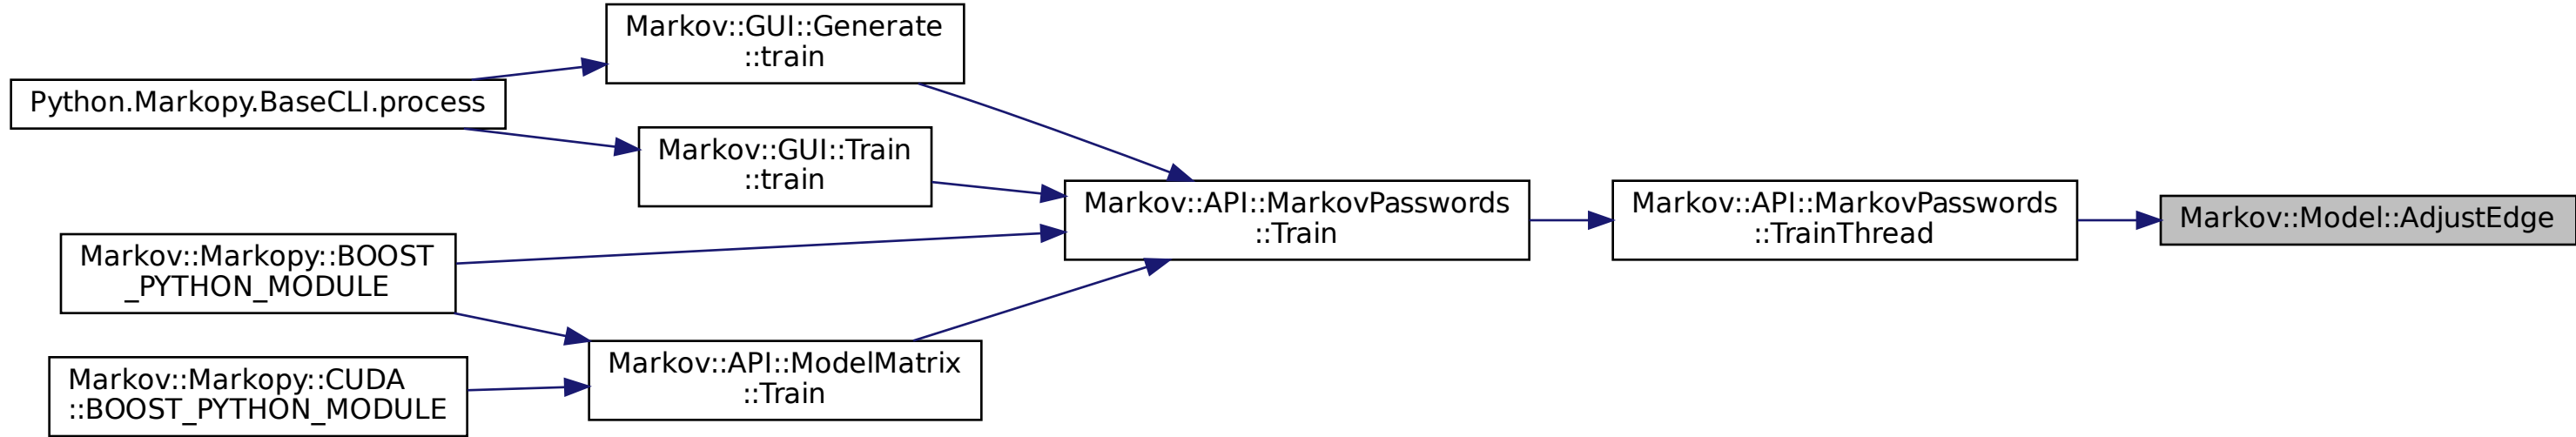 Markov::GUI::Generate
::train
Python.Markopy.BaseCLI.process
Markov::GUI::Train
::train
Markov::API::MarkovPasswords
::Train
Markov::API::MarkovPasswords
::TrainThread
Markov::Model::AdjustEdge
Markov::Markopy::BOOST
_PYTHON_MODULE
Markov::API::ModelMatrix
::Train
Markov::Markopy::CUDA
::BOOST_PYTHON_MODULE